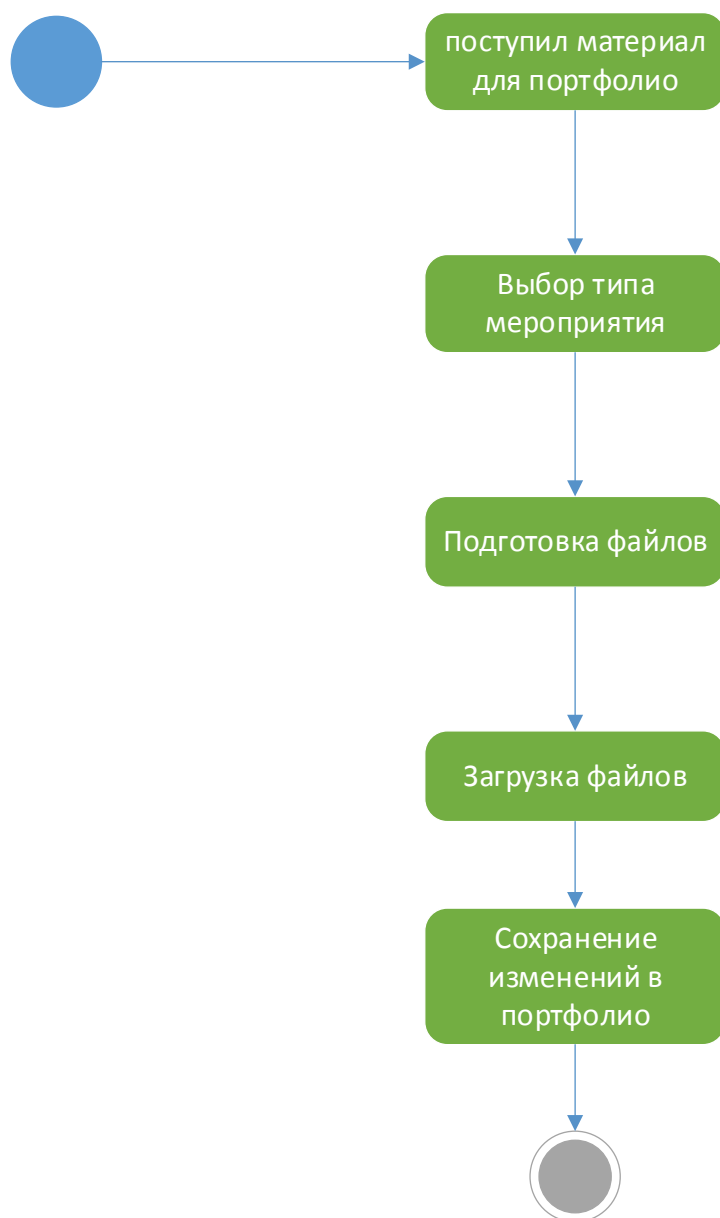 поступил материал
для портфолио
Выбор типа
мероприятия
Подготовка файлов
Загрузка файлов
Сохранение
изменений в
портфолио